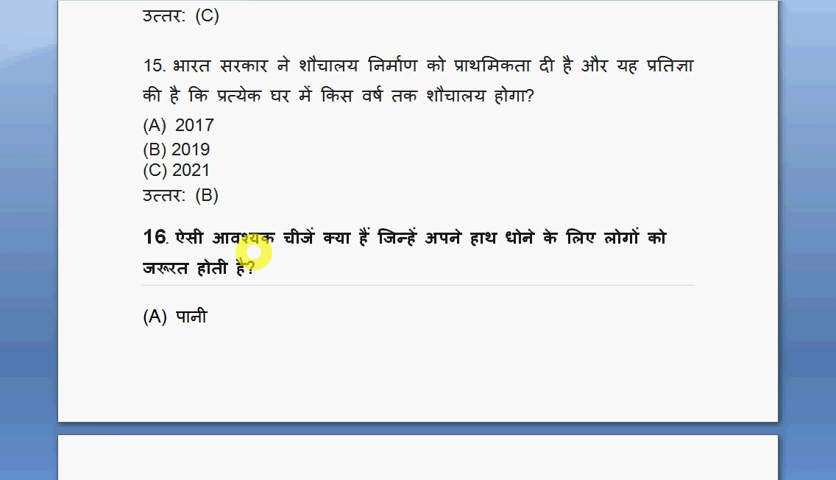 उत्तर: (C)
15. भारत सरकार ने शौचालय निर्माण को प्राथमिकता दी है और यह प्रतिज्ञा
की है कि प्रत्येक घर में किस वर्ष तक शौचालय होगा?
(A) 2017
(B) 2019
(C) 2021
उत्तर: (B)
16. ऐसी आवश्यक चीजें क्या हैं जिन्हें अपने हाथ धोने के लिए लोगों को
जरूरत होती है?
(A) पानी